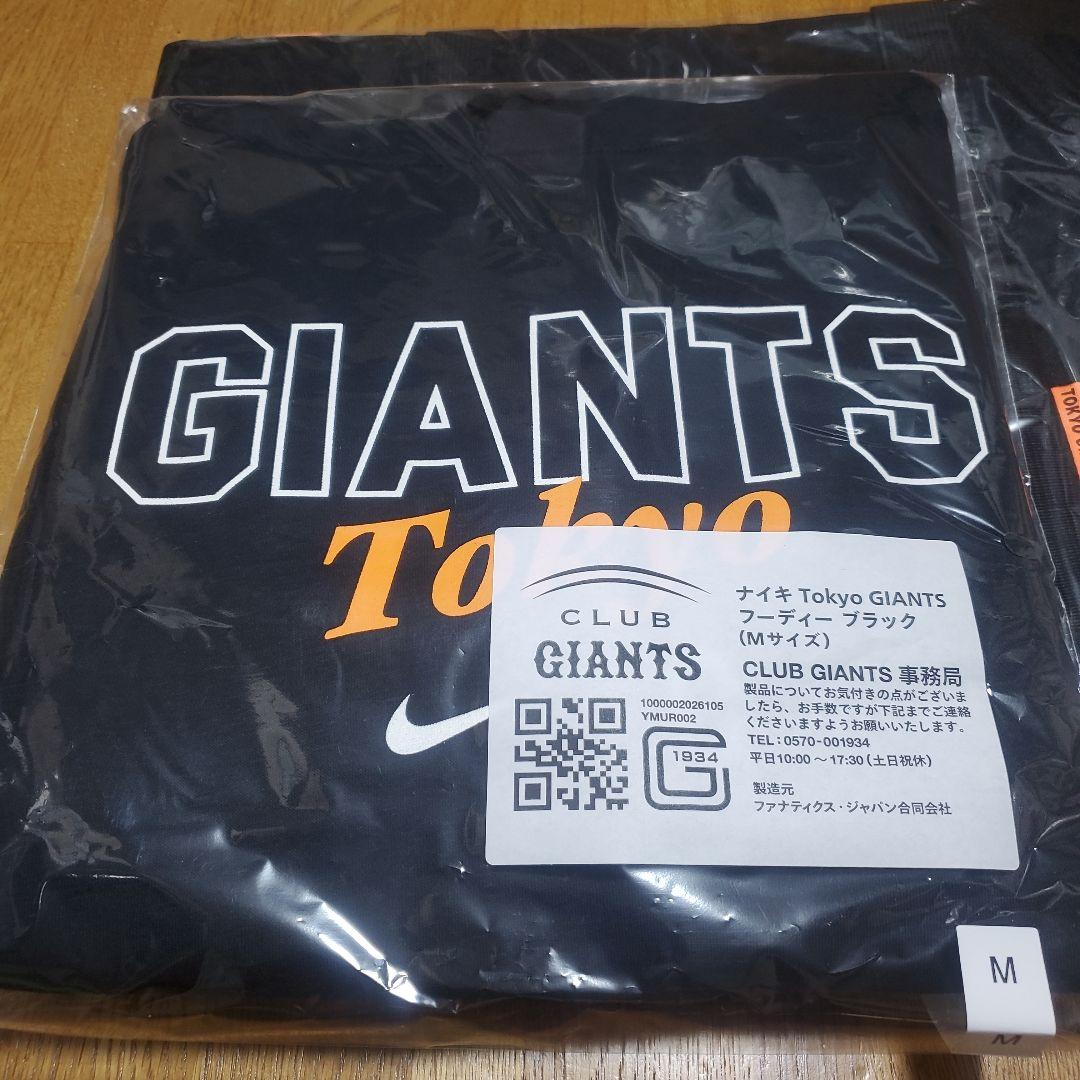 GIANTS
Tokyo
CLUB
GIANTS
1000002026105
YMUR002
1934
G
ナイキ Tokyo GIANTS
フーディー ブラック
(Mサイズ)
CLUB GIANTS 事務局
製品についてお気付きの点がございま
したら、お手数ですが下記までご連絡
くださいますようお願いいたします。
TEL:0570-001934
平日10:00～17:30(土日祝休)
製造元
ファナティクス・ジャパン合同会社
TOKYO
M
M